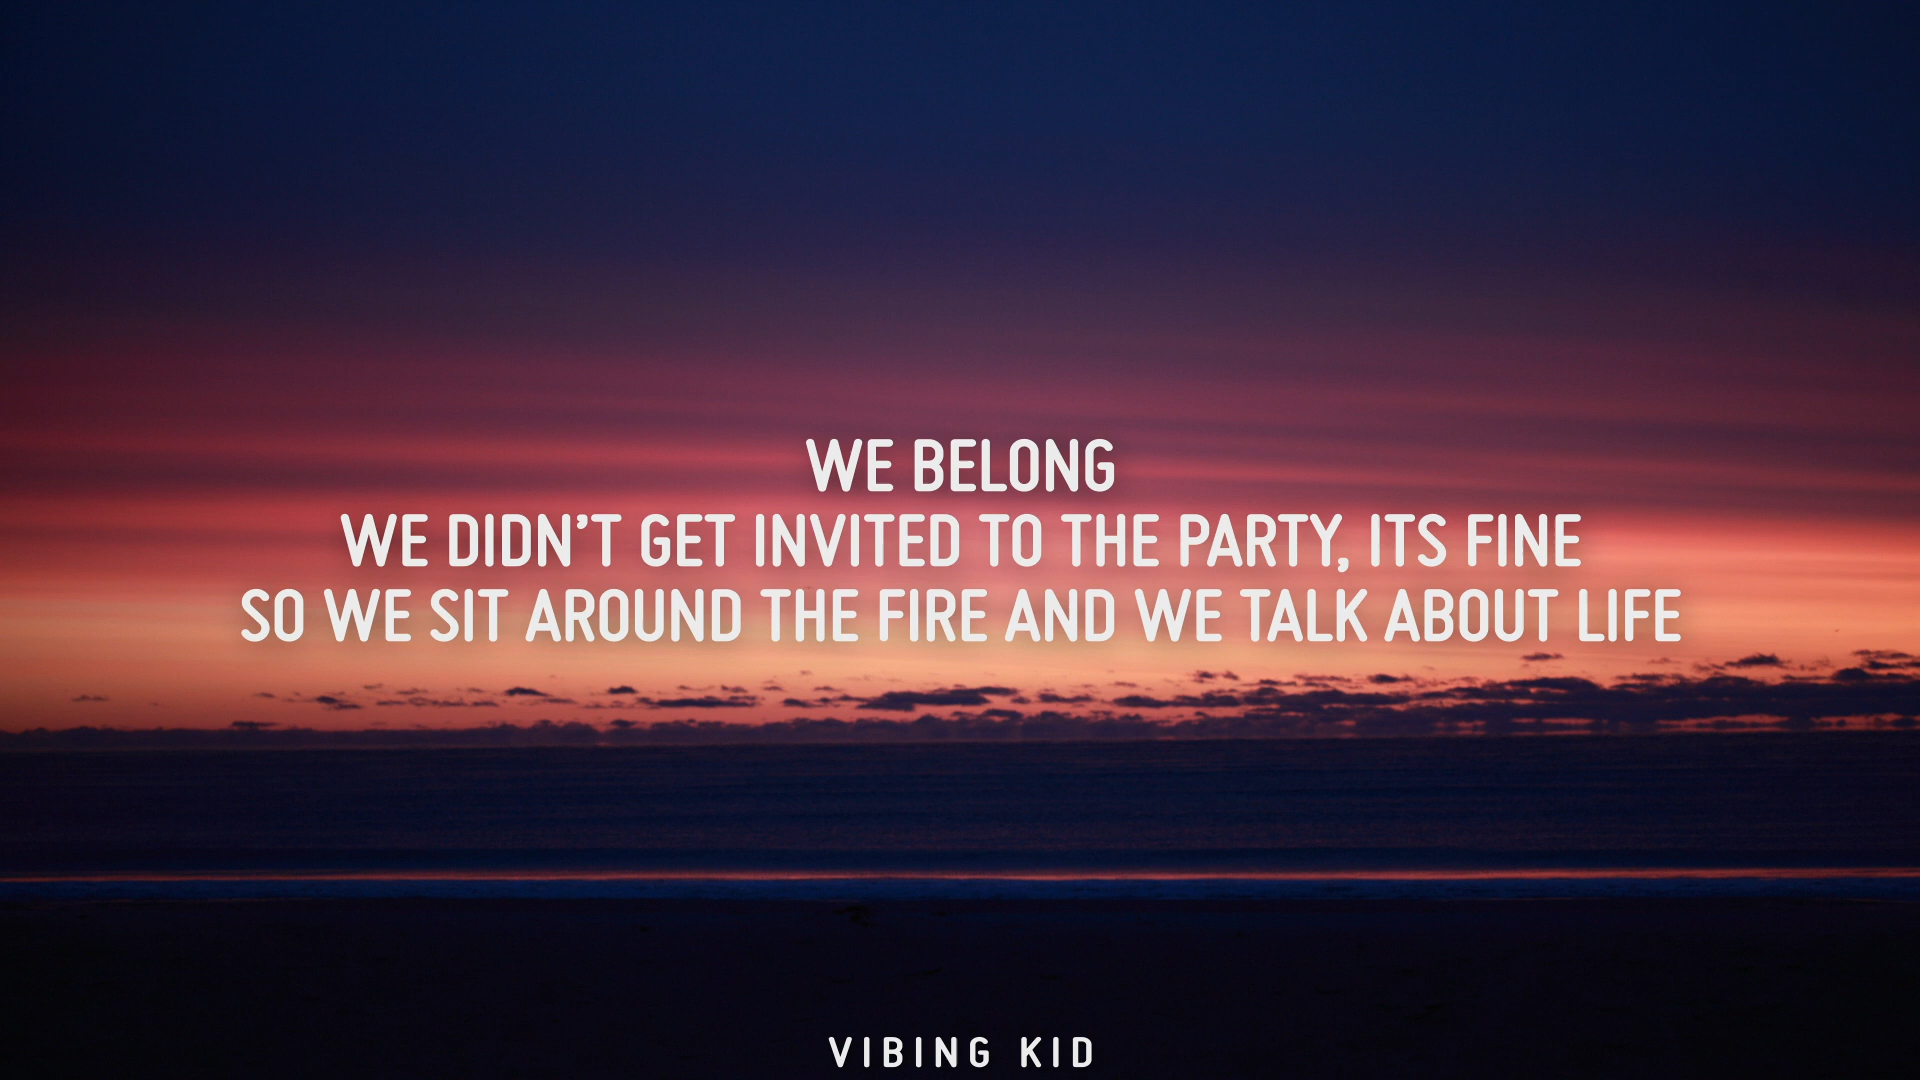 WE BELONG
WE DIDN’T GET INVITED TO THE PARTY, ITS FINE
SO WE SIT AROUND THE FIRE AND WE TALK ABOUT LIFE
VIBING KID